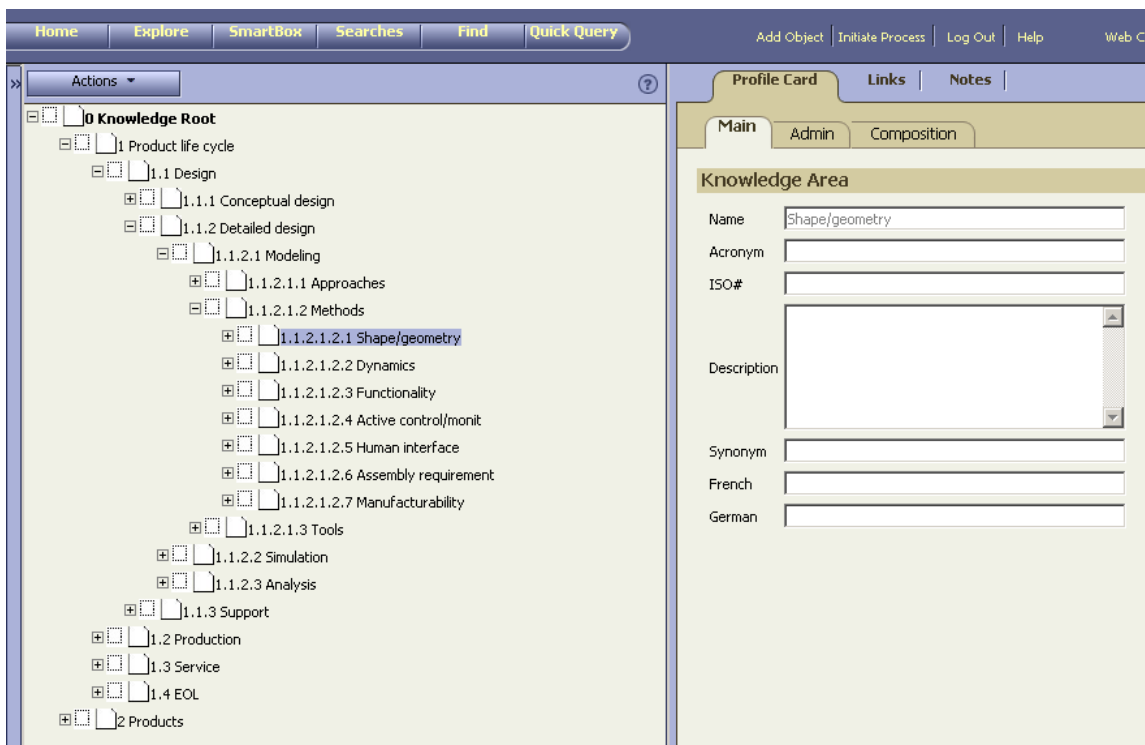 Home Explore SmartBox Searches Find Quick Query
Add Object Initiate Process Log Out Help Web C
Actions
0 Knowledge Root
1 Product life cycle
1.1 Design
1.1.1 Conceptual design
1.1.2 Detailed design
1.1.2.1 Modeling
1.1.2.1.1 Approaches
1.1.2.1.2 Methods
1.1.2.1.2.1 Shape/geometry
1.1.2.1.2.2 Dynamics
1.1.2.1.2.3 Functionality
1.1.2.1.2.4 Active control/monit
1.1.2.1.2.5 Human interface
1.1.2.1.2.6 Assembly requirement
1.1.2.1.2.7 Manufacturability
1.1.2.1.3 Tools
1.1.2.2 Simulation
1.1.2.3 Analysis
1.1.3 Support
1.2 Production
1.3 Service
1.4 EOL
2 Products
Profile Card Links Notes
Main Admin Composition
Knowledge Area
Name Shape/geometry
Acronym
ISO#
Description
Synonym
French
German